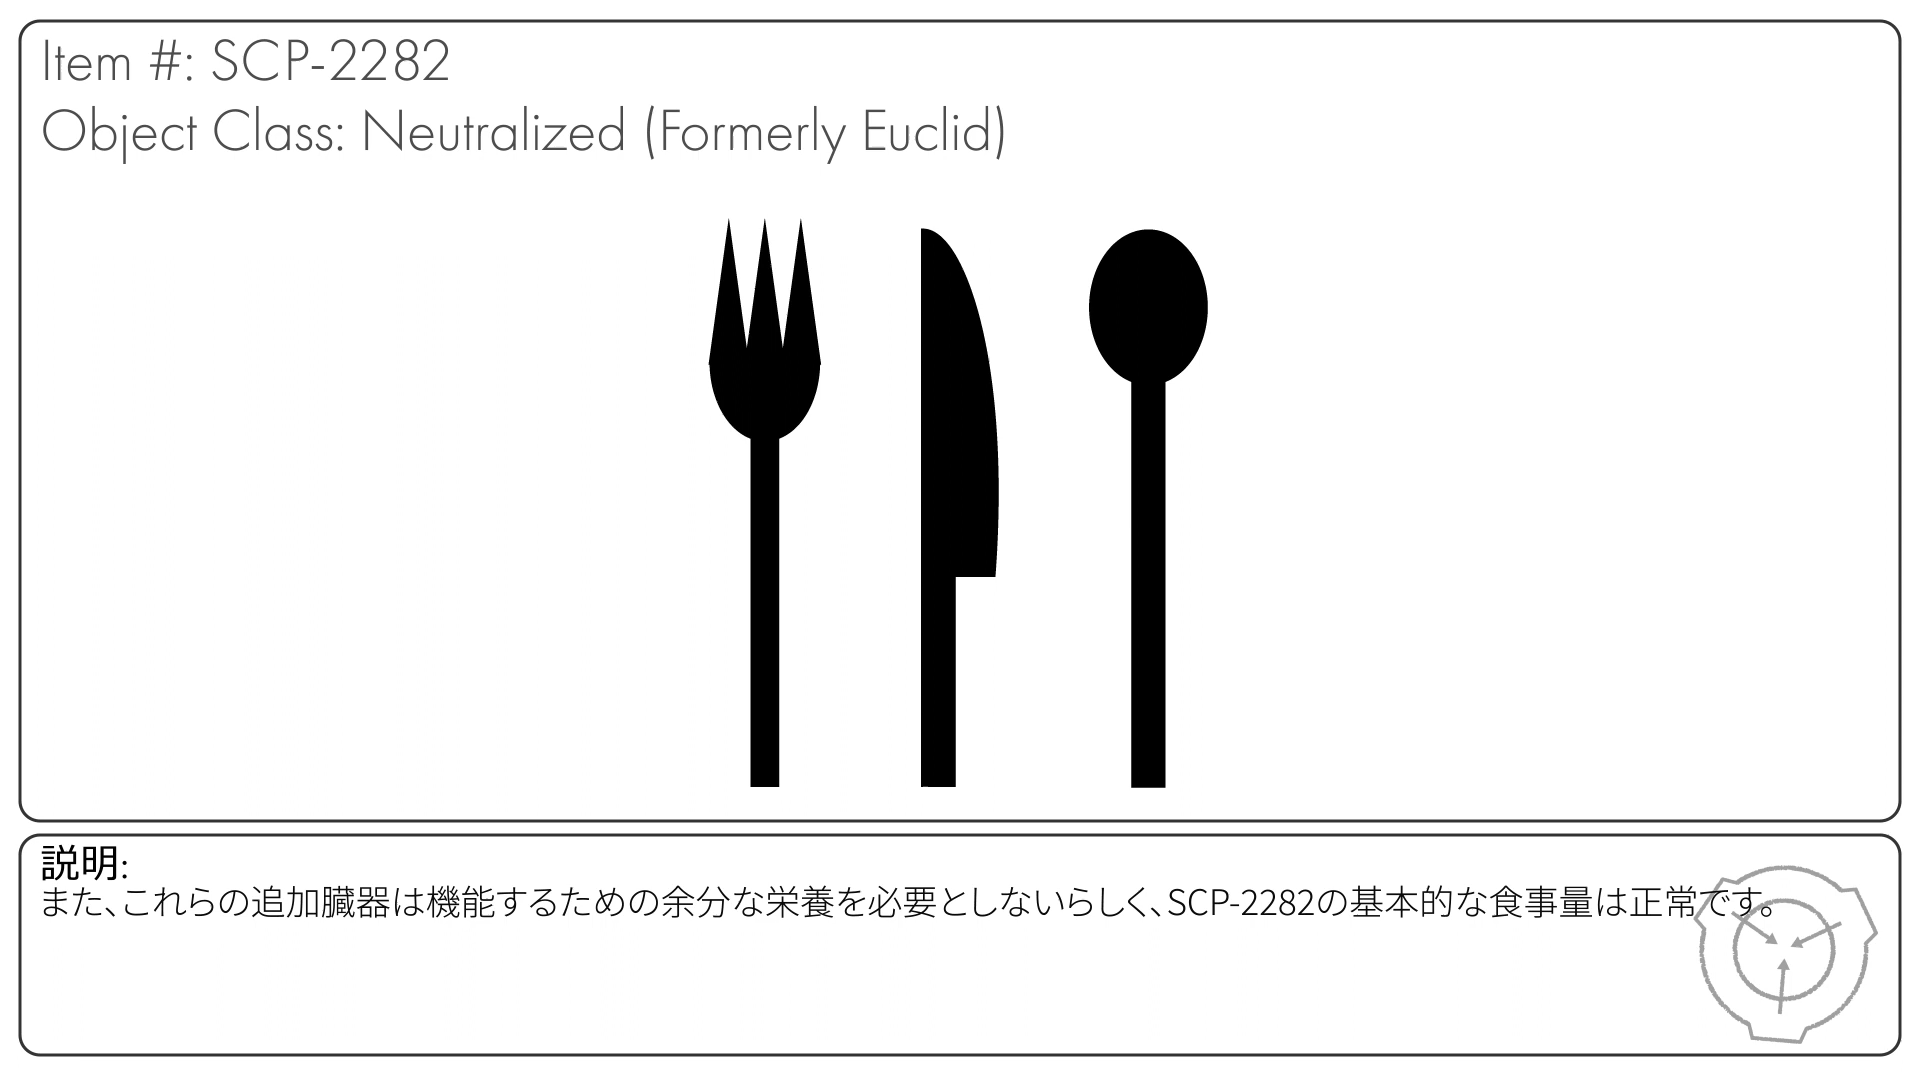 Item #: SCP-2282
Object Class: Neutralized (Formerly Euclid)
説明:
また、これらの追加臓器は機能するための余分な栄養を必要としないらしく、SCP-2282の基本的な食事量は正常です。